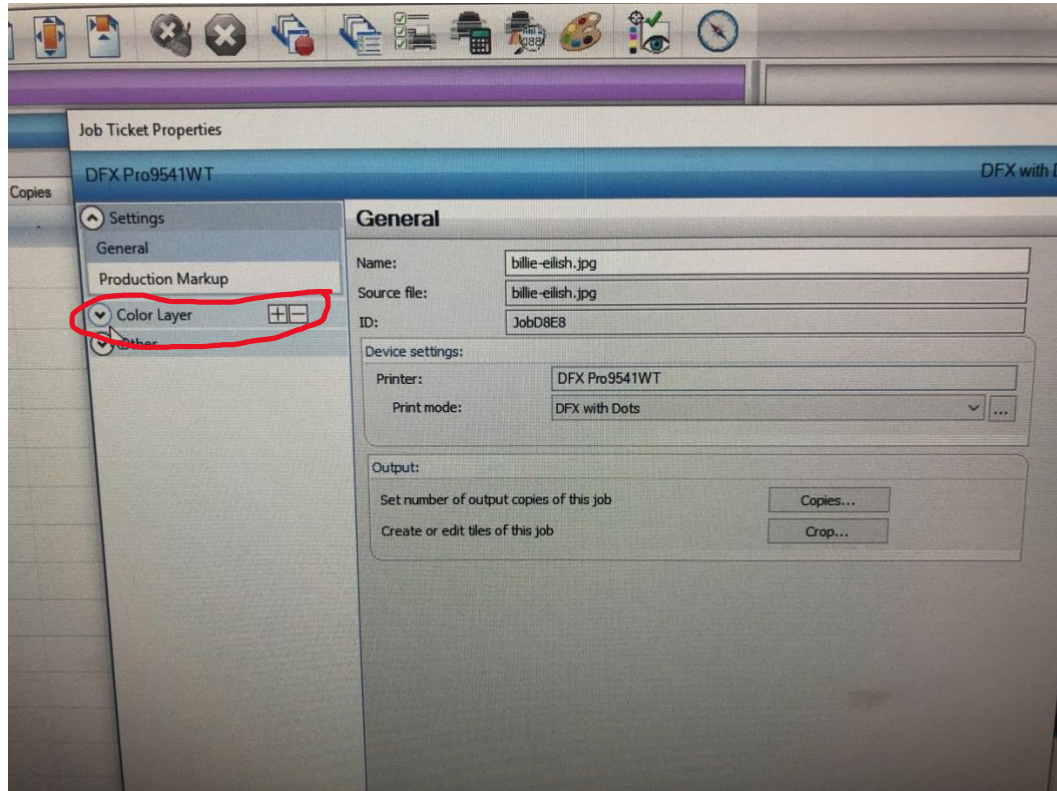 Job Ticket Properties
DFX Pro9541WT
DFX with
Copies
Settings
General
Production Markup
Color Layer
Other
General
Name: billie-eilish.jpg
Source file: billie-eilish.jpg
ID: JobD8E8
Device settings:
Printer: DFX Pro9541WT
Print mode: DFX with Dots
...
Output:
Set number of output copies of this job Copies...
Create or edit tiles of this job Crop...